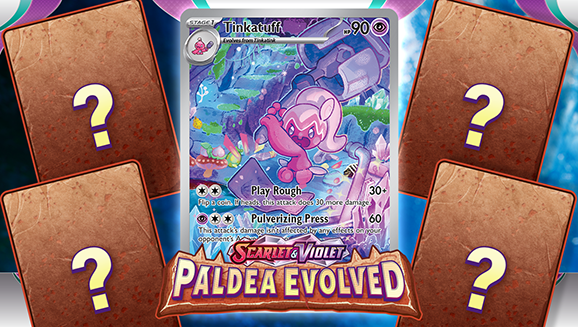 STAGE 1
Tinkatuff
HP 90
Evolves from Tinkatink
?
?
Play Rough 30+
Flip a coin. If heads, this attack does 30 more damage.
Pulverizing Press 60
This attack's damage isn't affected by any effects on your
opponent's
?
?
SCARLET & VIOLET
PALDEA EVOLVED